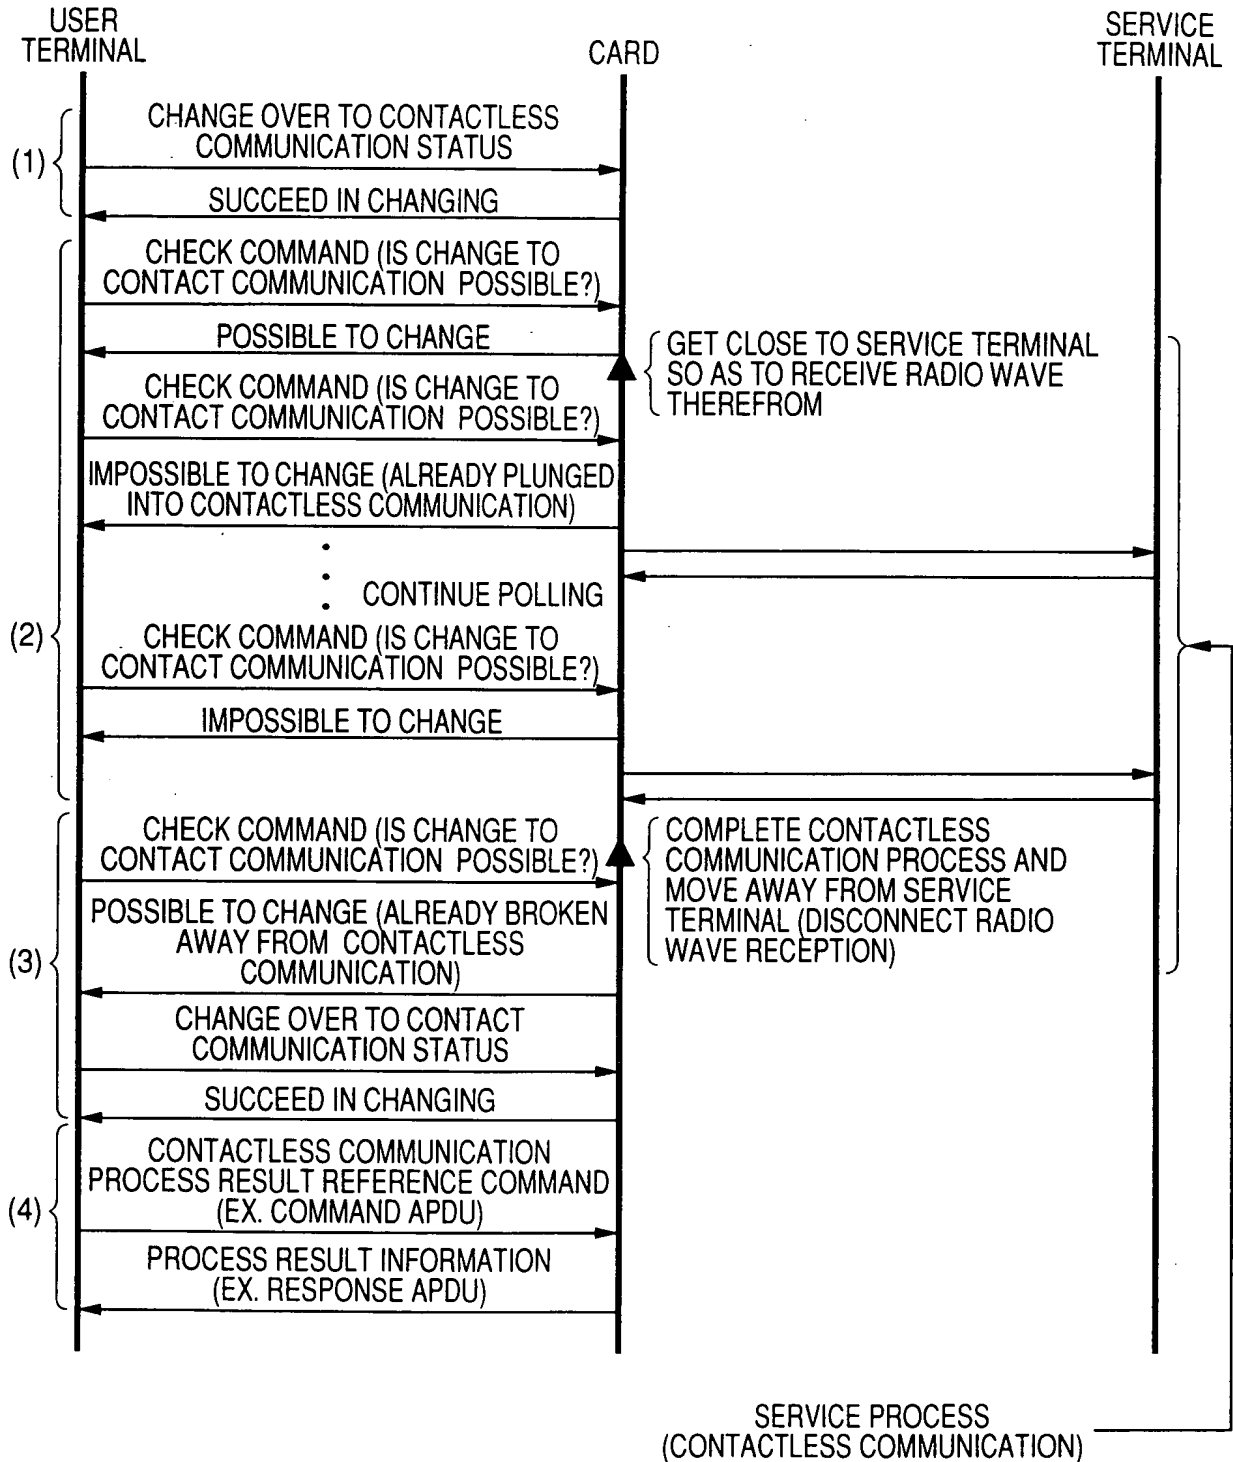 USER
TERMINAL
CARD
SERVICE
TERMINAL
(1)
CHANGE OVER TO CONTACTLESS
COMMUNICATION STATUS
SUCCEED IN CHANGING
(2)
CHECK COMMAND (IS CHANGE TO
CONTACT COMMUNICATION POSSIBLE?)
POSSIBLE TO CHANGE
GET CLOSE TO SERVICE TERMINAL
SO AS TO RECEIVE RADIO WAVE
THEREFROM
CHECK COMMAND (IS CHANGE TO
CONTACT COMMUNICATION POSSIBLE?)
IMPOSSIBLE TO CHANGE (ALREADY PLUNGED
INTO CONTACTLESS COMMUNICATION)
CONTINUE POLLING
CHECK COMMAND (IS CHANGE TO
CONTACT COMMUNICATION POSSIBLE?)
IMPOSSIBLE TO CHANGE
(3)
CHECK COMMAND (IS CHANGE TO
CONTACT COMMUNICATION POSSIBLE?)
COMPLETE CONTACTLESS
COMMUNICATION PROCESS AND
MOVE AWAY FROM SERVICE
TERMINAL (DISCONNECT RADIO
WAVE RECEPTION)
POSSIBLE TO CHANGE (ALREADY BROKEN
AWAY FROM CONTACTLESS
COMMUNICATION)
CHANGE OVER TO CONTACT
COMMUNICATION STATUS
SUCCEED IN CHANGING
(4)
CONTACTLESS COMMUNICATION
PROCESS RESULT REFERENCE COMMAND
(EX. COMMAND APDU)
PROCESS RESULT INFORMATION
(EX. RESPONSE APDU)
SERVICE PROCESS
(CONTACTLESS COMMUNICATION)